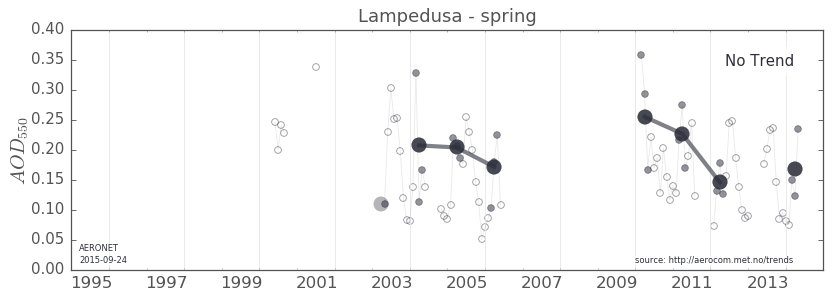 Lampedusa - spring
0.40
0.35
0.30
0.25
0.20
0.15
0.10
0.05
0.00
AOD550
No Trend
AERONET
2015-09-24
source: http://aerocom.met.no/trends
1995 1997 1999 2001 2003 2005 2007 2009 2011 2013